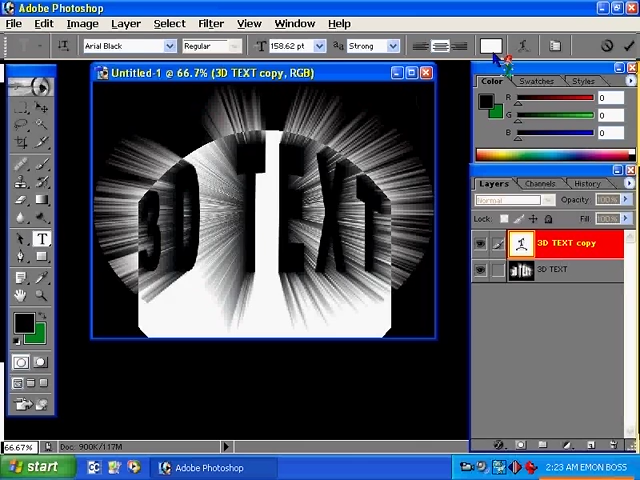 Adobe Photoshop
File Edit Image Layer Select Filter View Window Help
Arial Black Regular 158.62 pt aa Strong
Untitled-1 @ 66.7% (3D TEXT copy, RGB)
3D TEXT
Color Swatches Styles
R 0
G 0
B 0
Layers Channels History
Normal Opacity: 100%
Lock: Fill: 100%
3D TEXT copy
3D TEXT
66.67% Doc: 900K/117M
start Adobe Photoshop 2:23 AM EMON BOSS